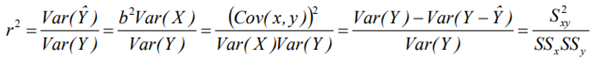 r² = Var(Ŷ) / Var(Y) = b²Var(X) / Var(Y) = (Cov(x, y))² / Var(X)Var(Y) = Var(Y) − Var(Y − Ŷ) / Var(Y) = S²xy / SSxSSy